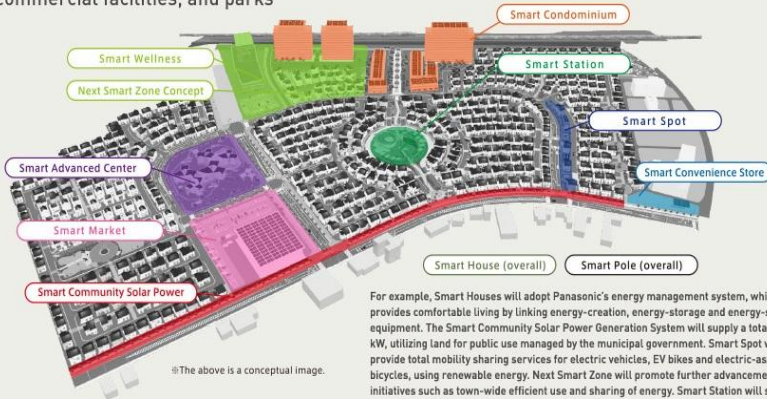 commercial facilities, and parks
Smart Condominium
Smart Wellness
Smart Station
Next Smart Zone Concept
Smart Spot
Smart Advanced Center
Smart Convenience Store
Smart Market
Smart House (overall)
Smart Pole (overall)
Smart Community Solar Power
For example, Smart Houses will adopt Panasonic's energy management system, whi
provides comfortable living by linking energy-creation, energy-storage and energy-s
equipment. The Smart Community Solar Power Generation System will supply a tota
kW, utilizing land for public use managed by the municipal government. Smart Spot w
provide total mobility sharing services for electric vehicles, EV bikes and electric-as
bicycles, using renewable energy. Next Smart Zone will promote further advanceme
initiatives such as town-wide efficient use and sharing of energy. Smart Station will s
※The above is a conceptual image.